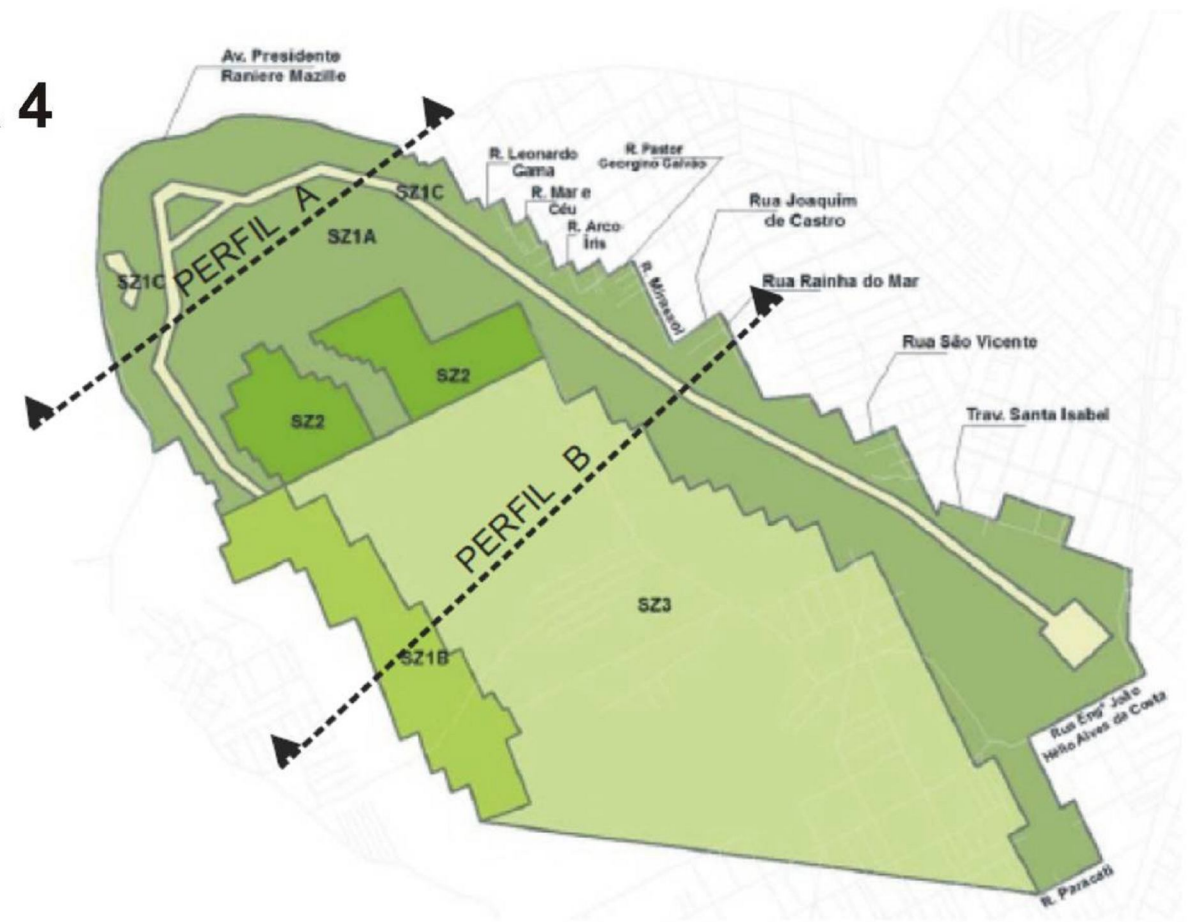 4
Av. Presidente
Raniere Mazille
R. Leonardo
Gama
R. Pastor
Georgino Galvão
R. Mar e
Céu
SZ1C
Rua Joaquim
de Castro
R. Arco-
Íris
PERFIL A
SZ1A
SZ1C
R. Mirassol
Rua Rainha do Mar
Rua São Vicente
SZ2
SZ2
Trav. Santa Isabel
PERFIL B
SZ3
SZ1B
Rua Engº João
Hélio Alves da Costa
R. Paracati